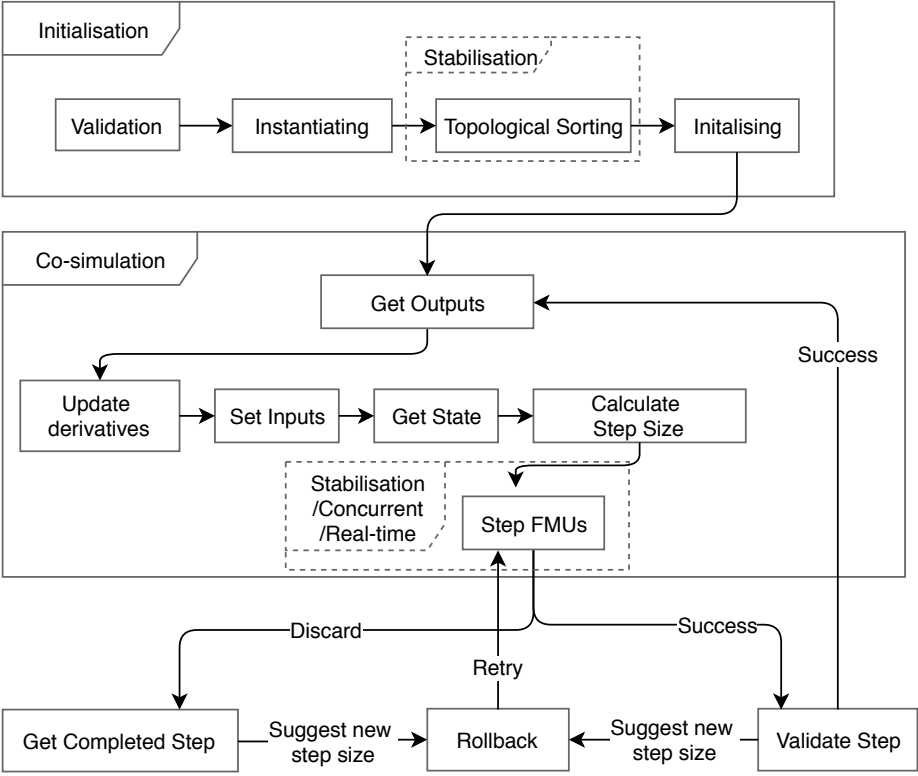 Initialisation
Stabilisation
Validation
Instantiating
Topological Sorting
Initalising
Co-simulation
Get Outputs
Success
Update
derivatives
Set Inputs
Get State
Calculate
Step Size
Stabilisation
/Concurrent
/Real-time
Step FMUs
Discard
Success
Retry
Get Completed Step
Suggest new
step size
Rollback
Suggest new
step size
Validate Step